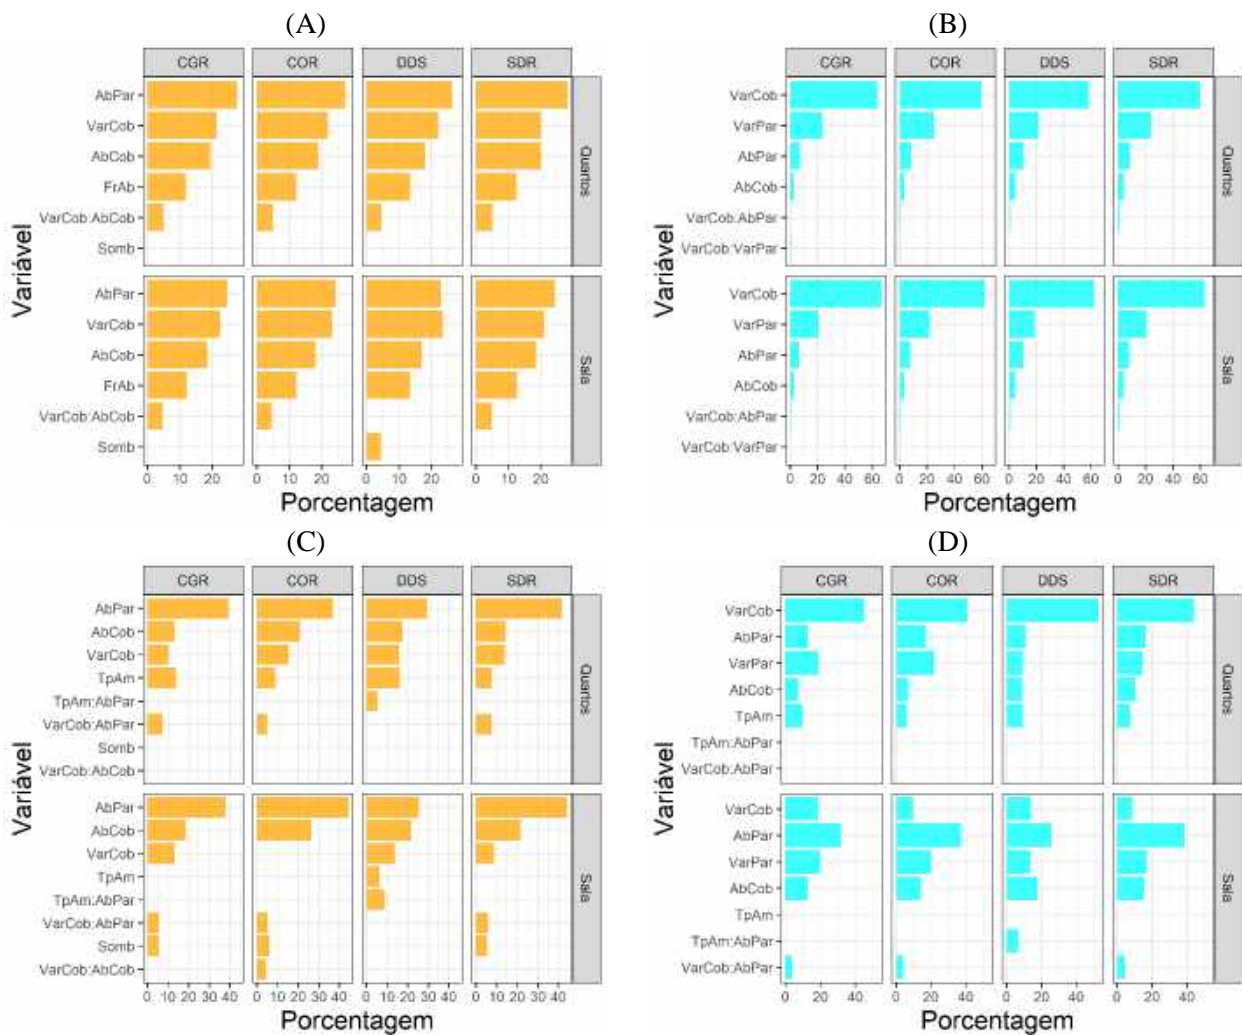 (A)
CGR COR DDS SDR
AbPar
VarCob
AbCob
FrAb
VarCob:AbCob
Somb
Quartos
AbPar
VarCob
AbCob
FrAb
VarCob:AbCob
Somb
Sala
Variável
0 10 20 0 10 20 0 10 20 0 10 20
Porcentagem
(B)
CGR COR DDS SDR
VarCob
VarPar
AbPar
AbCob
VarCob:AbPar
VarCob:VarPar
Quartos
VarCob
VarPar
AbPar
AbCob
VarCob:AbPar
VarCob:VarPar
Sala
Variável
0 20 40 60 0 20 40 60 0 20 40 60 0 20 40 60
Porcentagem
(C)
CGR COR DDS SDR
AbPar
AbCob
VarCob
TpAm
TpAm:AbPar
VarCob:AbPar
Somb
VarCob:AbCob
Quartos
AbPar
AbCob
VarCob
TpAm
TpAm:AbPar
VarCob:AbPar
Somb
VarCob:AbCob
Sala
Variável
0 10 20 30 40 0 10 20 30 40 0 10 20 30 40 0 10 20 30 40
Porcentagem
(D)
CGR COR DDS SDR
VarCob
AbPar
VarPar
AbCob
TpAm
TpAm:AbPar
VarCob:AbPar
Quartos
VarCob
AbPar
VarPar
AbCob
TpAm
TpAm:AbPar
VarCob:AbPar
Sala
Variável
0 20 40 0 20 40 0 20 40 0 20 40
Porcentagem